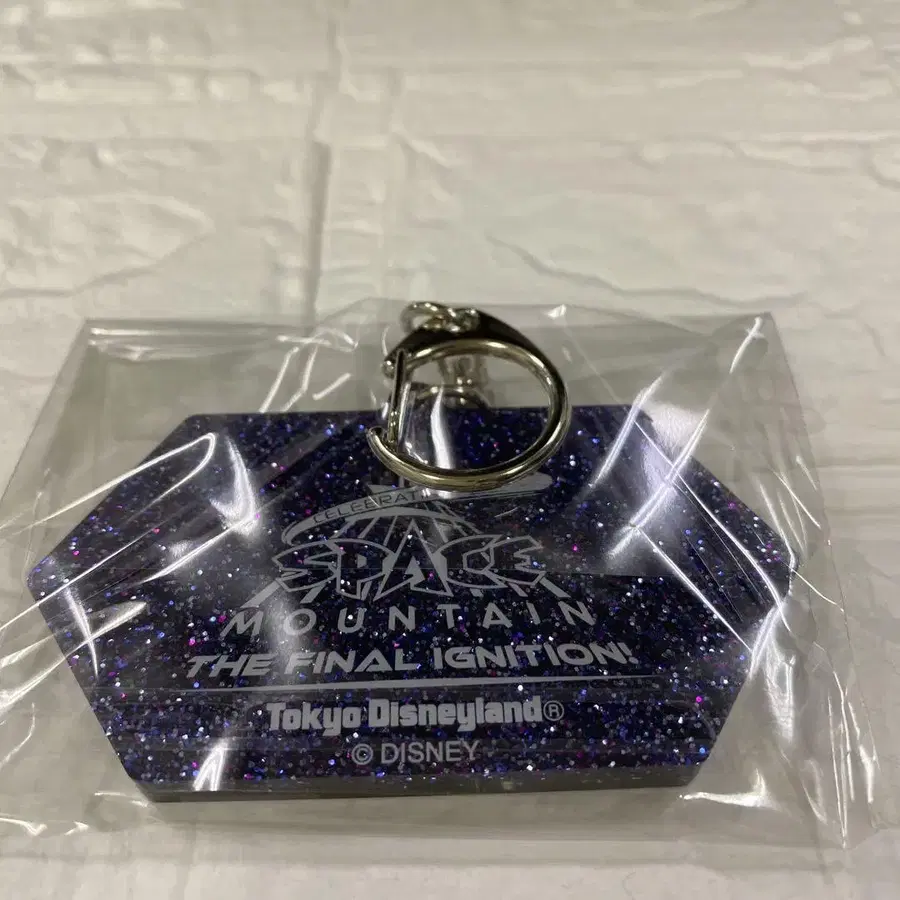 SPACE
MOUNTAIN
THE FINAL IGNITION!
Tokyo Disneyland®
© DISNEY